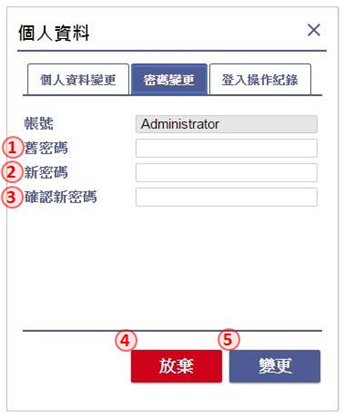 個人資料
個人資料變更 密碼變更 登入操作紀錄
帳號 Administrator
①舊密碼
②新密碼
③確認新密碼
④ ⑤
放棄 變更